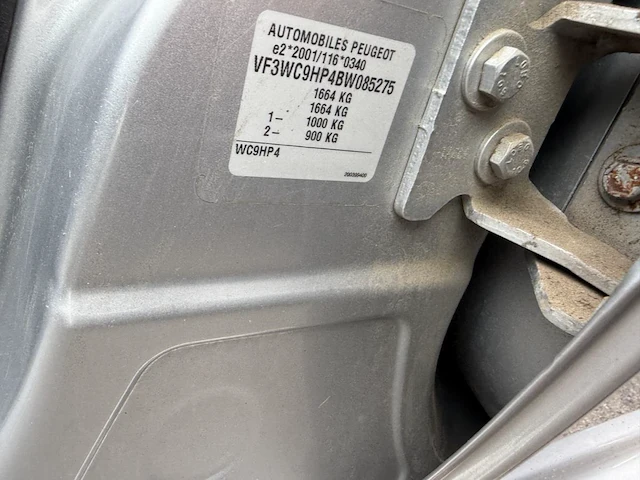 AUTOMOBILES PEUGEOT
e2*2001/116*0340
VF3WC9HP4BW085275
1664 KG
1664 KG
1- 1000 KG
2- 900 KG
WC9HP4